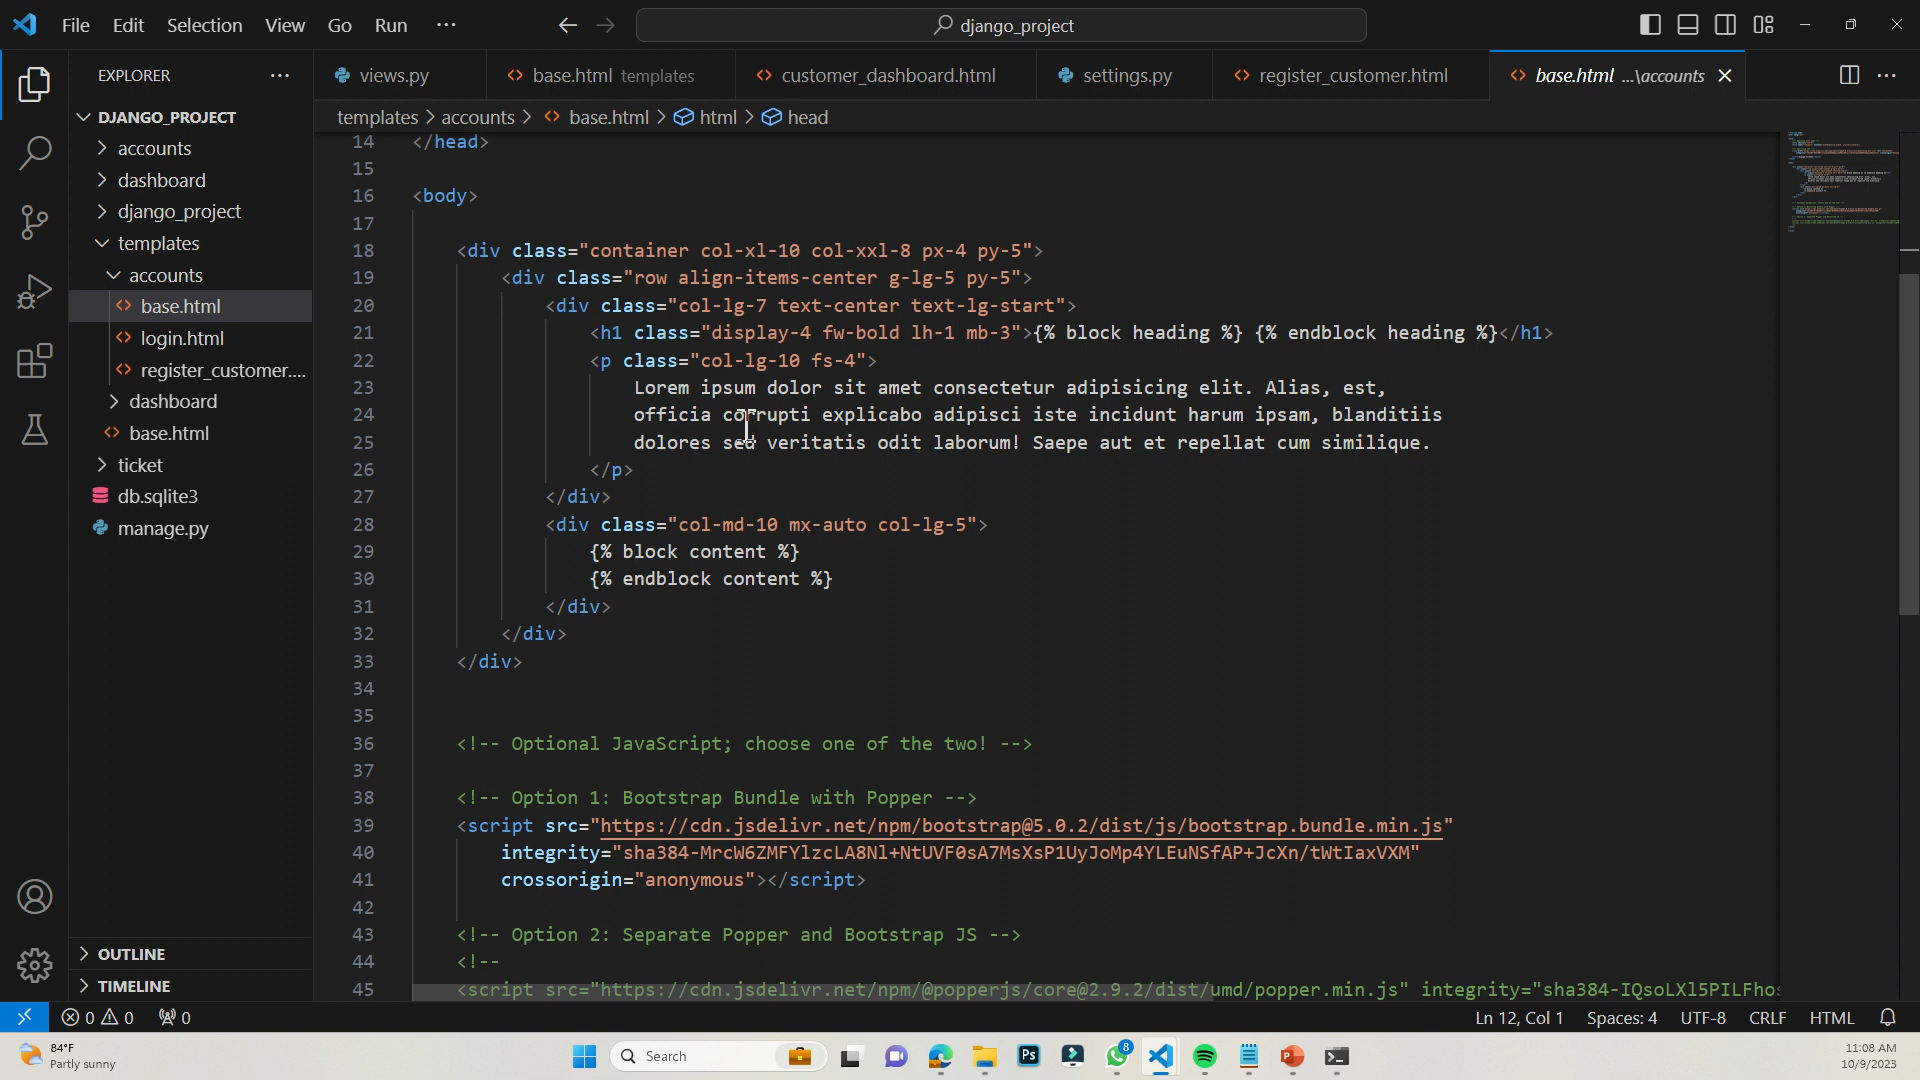 File Edit Selection View Go Run ···
django_project
EXPLORER
DJANGO_PROJECT
accounts
dashboard
django_project
templates
accounts
base.html
login.html
register_customer....
dashboard
base.html
ticket
db.sqlite3
manage.py
OUTLINE
TIMELINE
views.py
base.html templates
customer_dashboard.html
settings.py
register_customer.html
base.html ...\accounts
templates > accounts > base.html > html > head
14 </head>
15
16 <body>
17
18 <div class="container col-xl-10 col-xxl-8 px-4 py-5">
19 <div class="row align-items-center g-lg-5 py-5">
20 <div class="col-lg-7 text-center text-lg-start">
21 <h1 class="display-4 fw-bold lh-1 mb-3">{% block heading %} {% endblock heading %}</h1>
22 <p class="col-lg-10 fs-4">
23 Lorem ipsum dolor sit amet consectetur adipisicing elit. Alias, est,
24 officia corrupti explicabo adipisci iste incidunt harum ipsam, blanditiis
25 dolores sed veritatis odit laborum! Saepe aut et repellat cum similique.
26 </p>
27 </div>
28 <div class="col-md-10 mx-auto col-lg-5">
29 {% block content %}
30 {% endblock content %}
31 </div>
32 </div>
33 </div>
34
35
36 <!-- Optional JavaScript; choose one of the two! -->
37
38 <!-- Option 1: Bootstrap Bundle with Popper -->
39 <script src="https://cdn.jsdelivr.net/npm/bootstrap@5.0.2/dist/js/bootstrap.bundle.min.js"
40 integrity="sha384-MrcW6ZMFYlzcLA8Nl+NtUVF0sA7MsXsP1UyJoMp4YLEuNSfAP+JcXn/tWtIaxVXM"
41 crossorigin="anonymous"></script>
42
43 <!-- Option 2: Separate Popper and Bootstrap JS -->
44 <!--
45 <script src="https://cdn.jsdelivr.net/npm/@popperjs/core@2.9.2/dist/umd/popper.min.js" integrity="sha384-IQsoLXl5PILFhos
0 0 0
Ln 12, Col 1 Spaces: 4 UTF-8 CRLF HTML
84°F
Partly sunny
Search
Ps
8
11:08 AM
10/9/2023